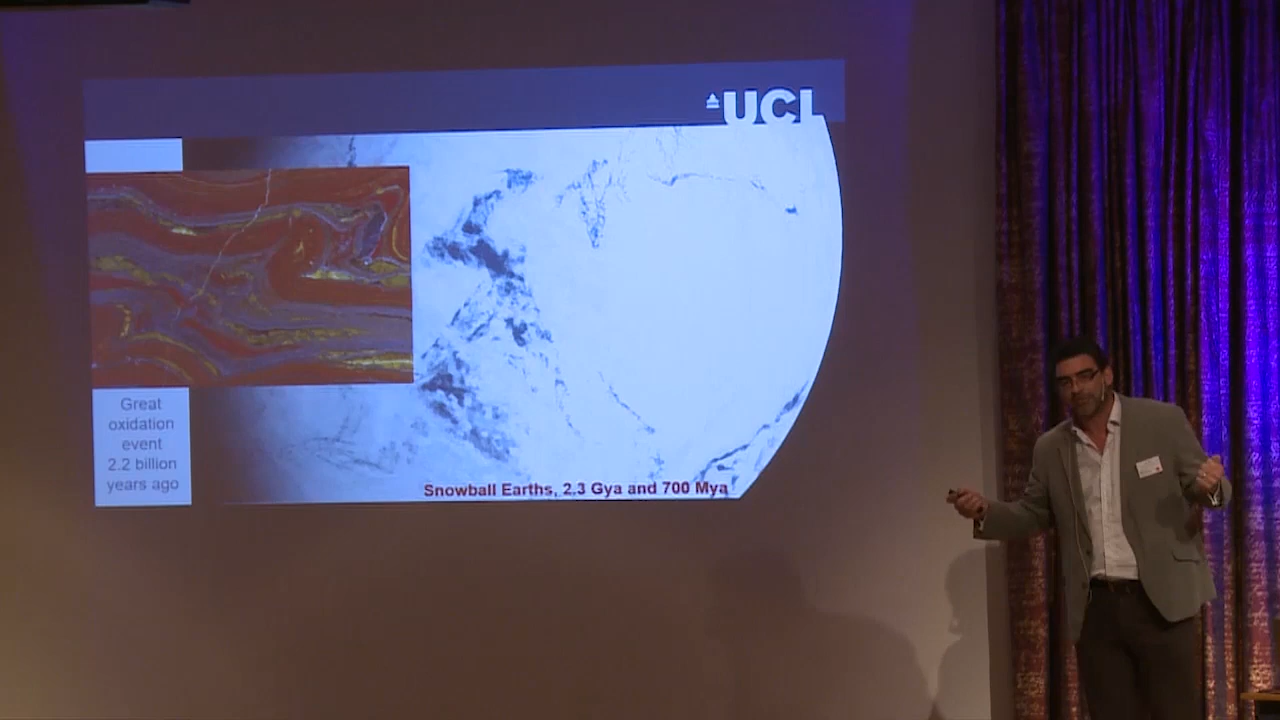 UCL
Great
oxidation
event
2.2 billion
years ago
Snowball Earths, 2.3 Gya and 700 Mya